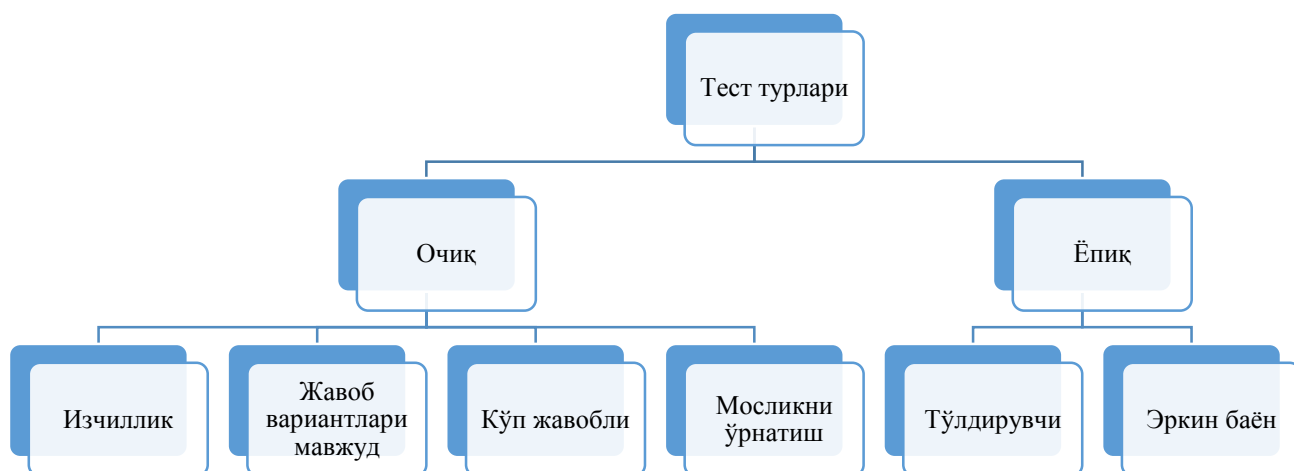 Тест турлари
Очиқ
Ёпиқ
Изчиллик
Жавоб
вариантлари
мавжуд
Кўп жавобли
Мосликни
ўрнатиш
Тўлдирувчи
Эркин баён